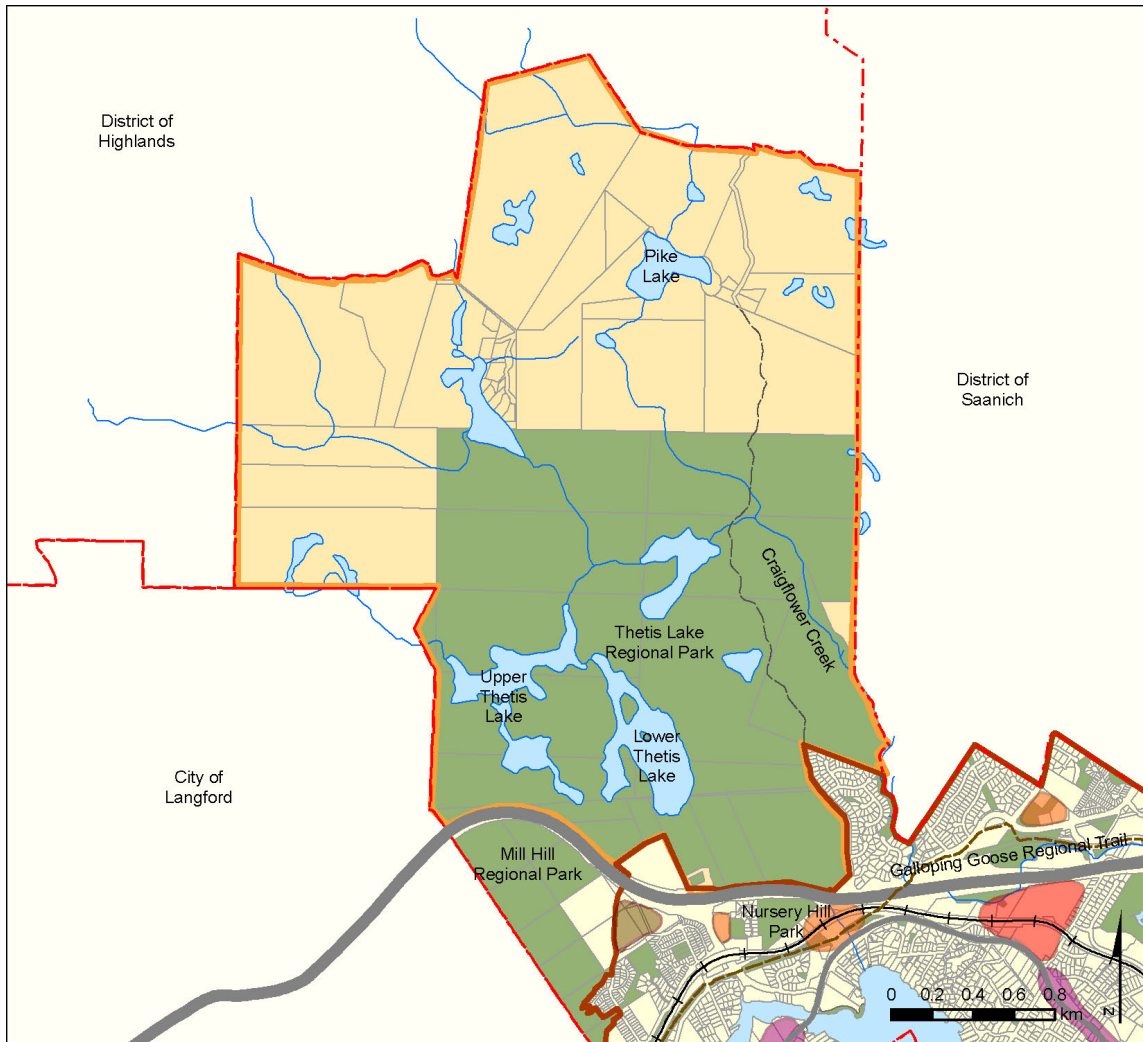 District of
Highlands
Pike
Lake
District of
Saanich
Craigflower Creek
Thetis Lake
Regional Park
Upper
Thetis
Lake
Lower
Thetis
Lake
City of
Langford
Mill Hill
Regional Park
Galloping Goose Regional Trail
Nursery Hill
Park
0 0.2 0.4 0.6 0.8
km
N